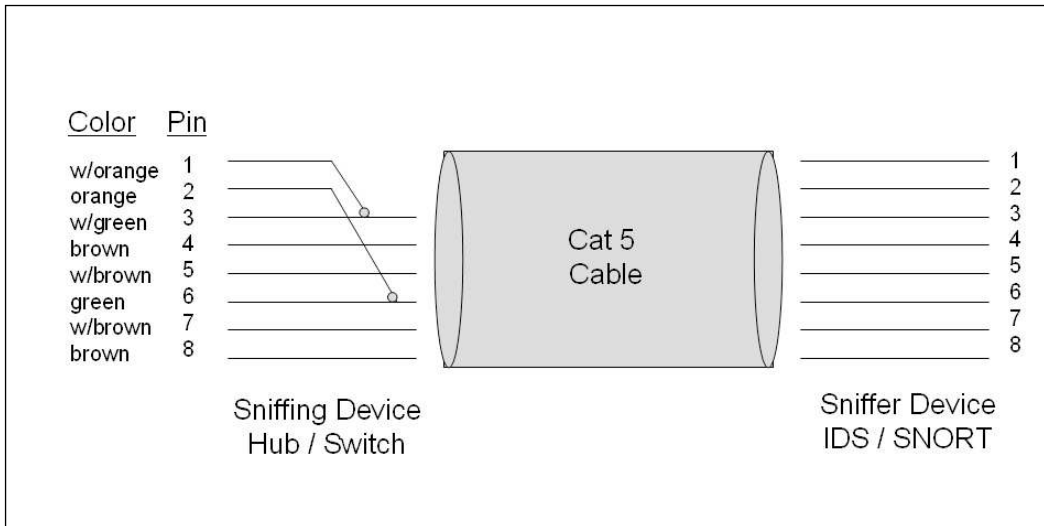 Color Pin
w/orange 1
orange 2
w/green 3
brown 4
w/brown 5
green 6
w/brown 7
brown 8
Sniffing Device
Hub / Switch
Cat 5
Cable
1
2
3
4
5
6
7
8
Sniffer Device
IDS / SNORT